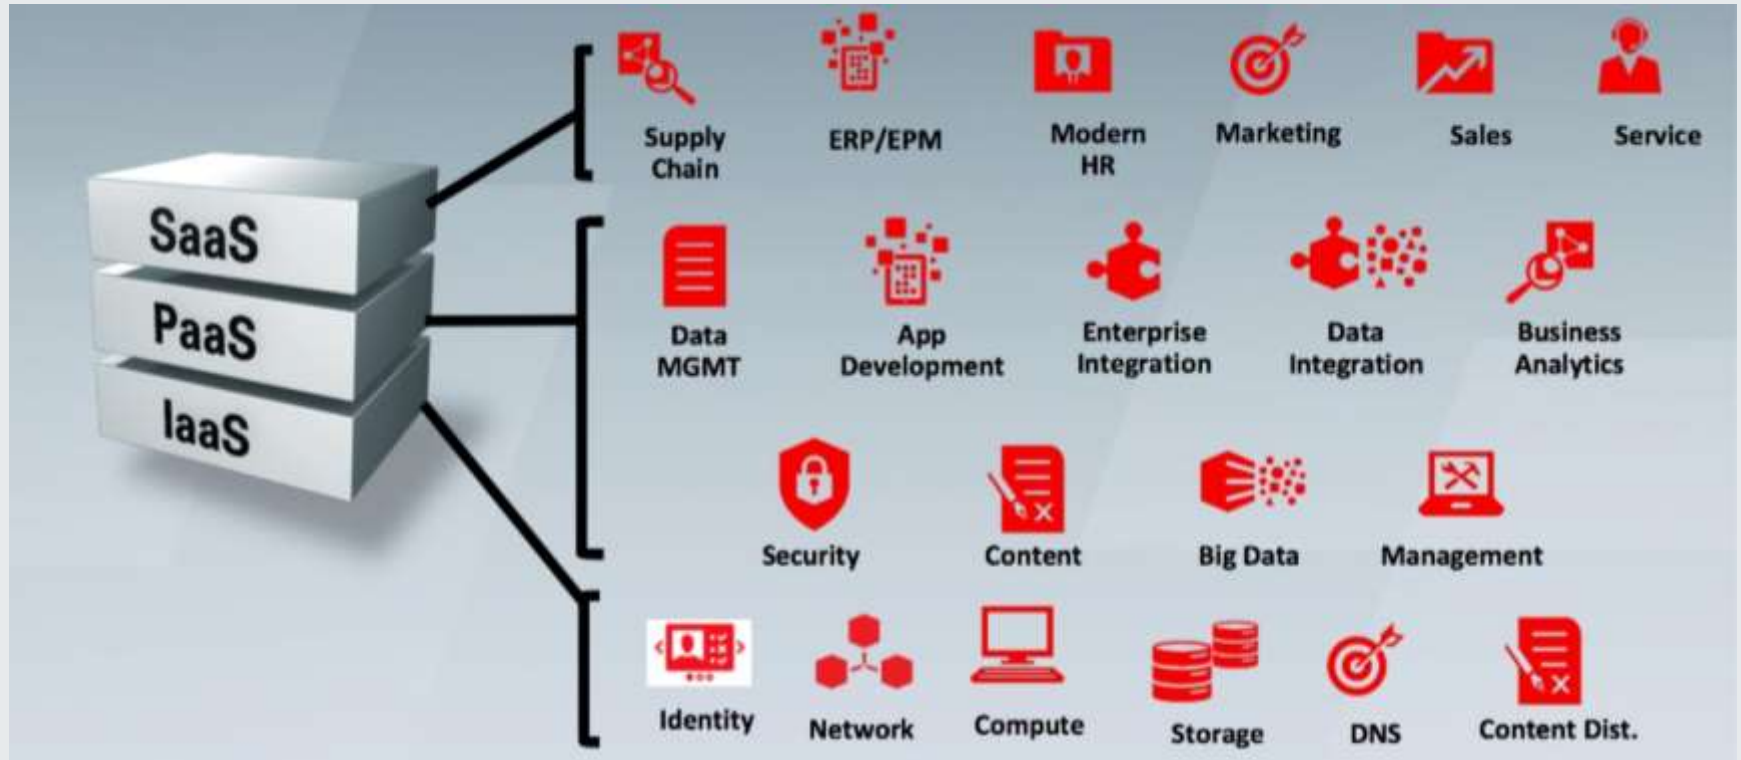 SaaS
PaaS
IaaS
Supply
Chain
ERP/EPM
Modern
HR
Marketing
Sales
Service
Data
MGMT
App
Development
Enterprise
Integration
Data
Integration
Business
Analytics
Security
Content
Big Data
Management
Identity
Network
Compute
Storage
DNS
Content Dist.